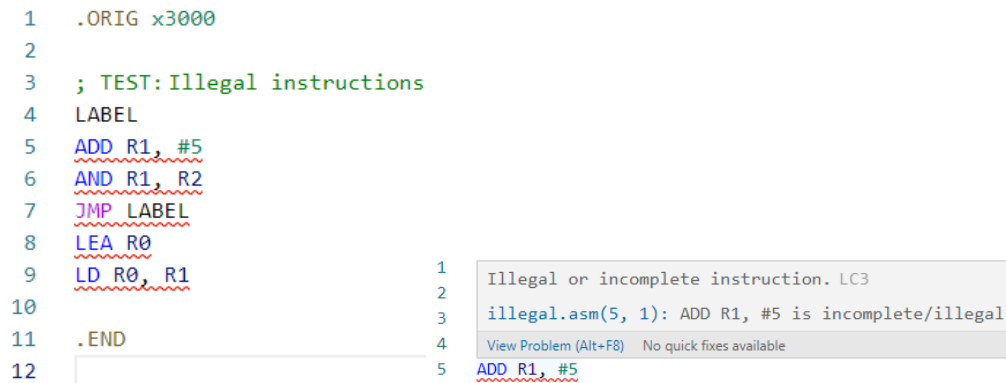 1 .ORIG x3000
2
3 ; TEST: Illegal instructions
4 LABEL
5 ADD R1, #5
6 AND R1, R2
7 JMP LABEL
8 LEA R0
9 LD R0, R1
10
11 .END
12
1
2
3
4
5
Illegal or incomplete instruction. LC3
illegal.asm(5, 1): ADD R1, #5 is incomplete/illegal
View Problem (Alt+F8) No quick fixes available
ADD R1, #5